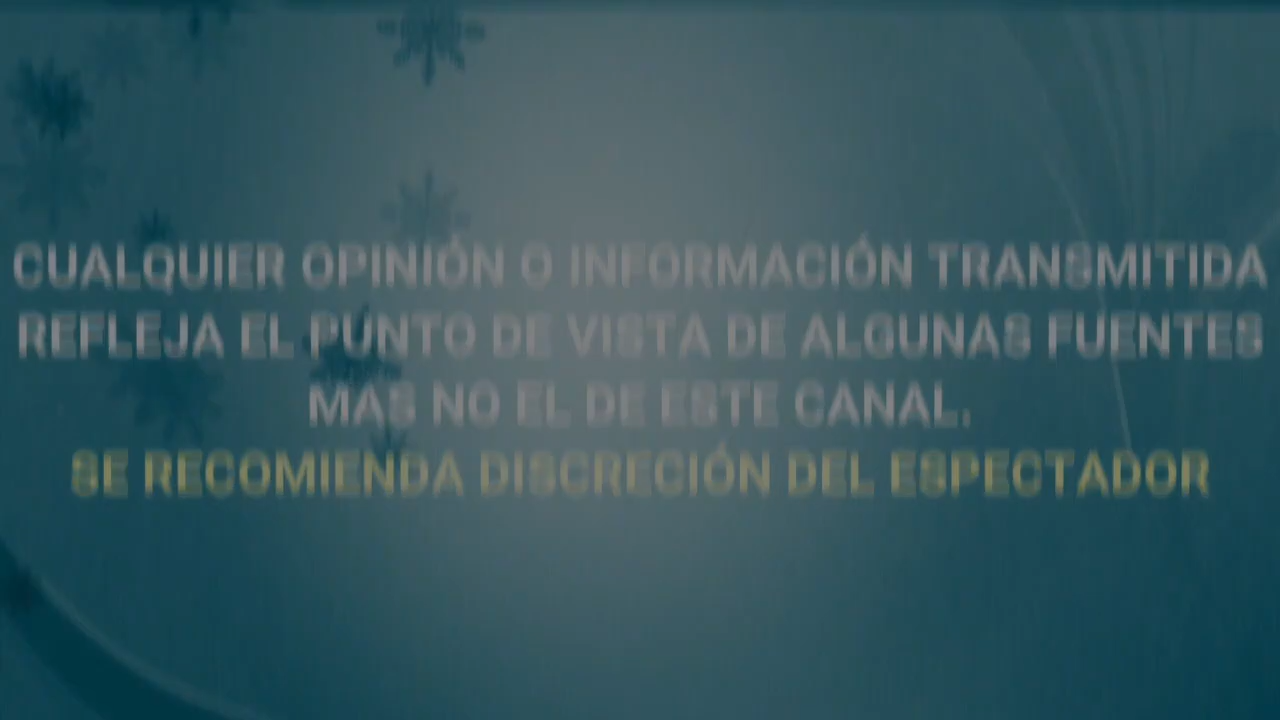 CUALQUIER OPINIÓN O INFORMACIÓN TRANSMITIDA
REFLEJA EL PUNTO DE VISTA DE ALGUNAS FUENTES
MAS NO EL DE ESTE CANAL.
SE RECOMIENDA DISCRECIÓN DEL ESPECTADOR